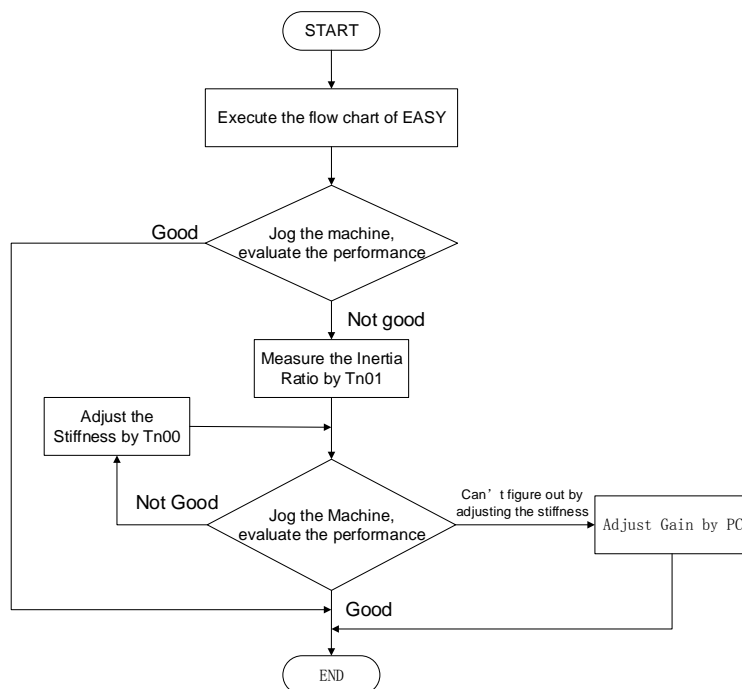 START
Execute the flow chart of EASY
Good
Jog the machine,
evaluate the performance
Not good
Measure the Inertia
Ratio by Tn01
Adjust the
Stiffness by Tn00
Not Good
Jog the Machine,
evaluate the performance
Can’t figure out by
adjusting the stiffness
Adjust Gain by PC
Good
END